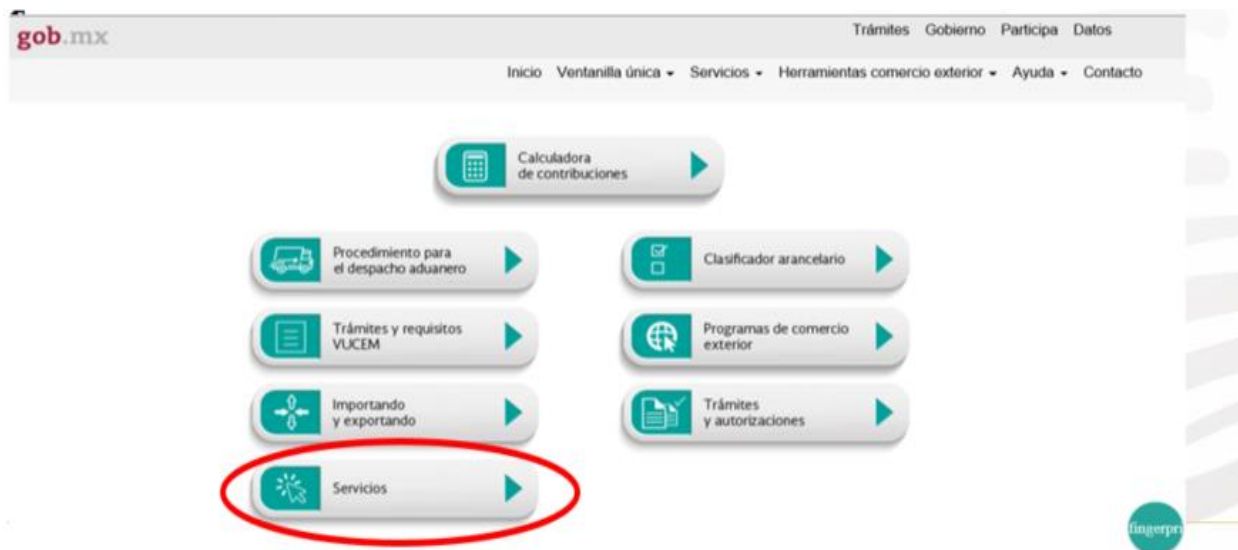 gob.mx
Trámites Gobierno Participa Datos
Inicio Ventanilla única Servicios Herramientas comercio exterior Ayuda Contacto
Calculadora
de contribuciones
Procedimiento para
el despacho aduanero
Clasificador arancelario
Trámites y requisitos
VUCEM
Programas de comercio
exterior
Importando
y exportando
Trámites
y autorizaciones
Servicios
fingerpri